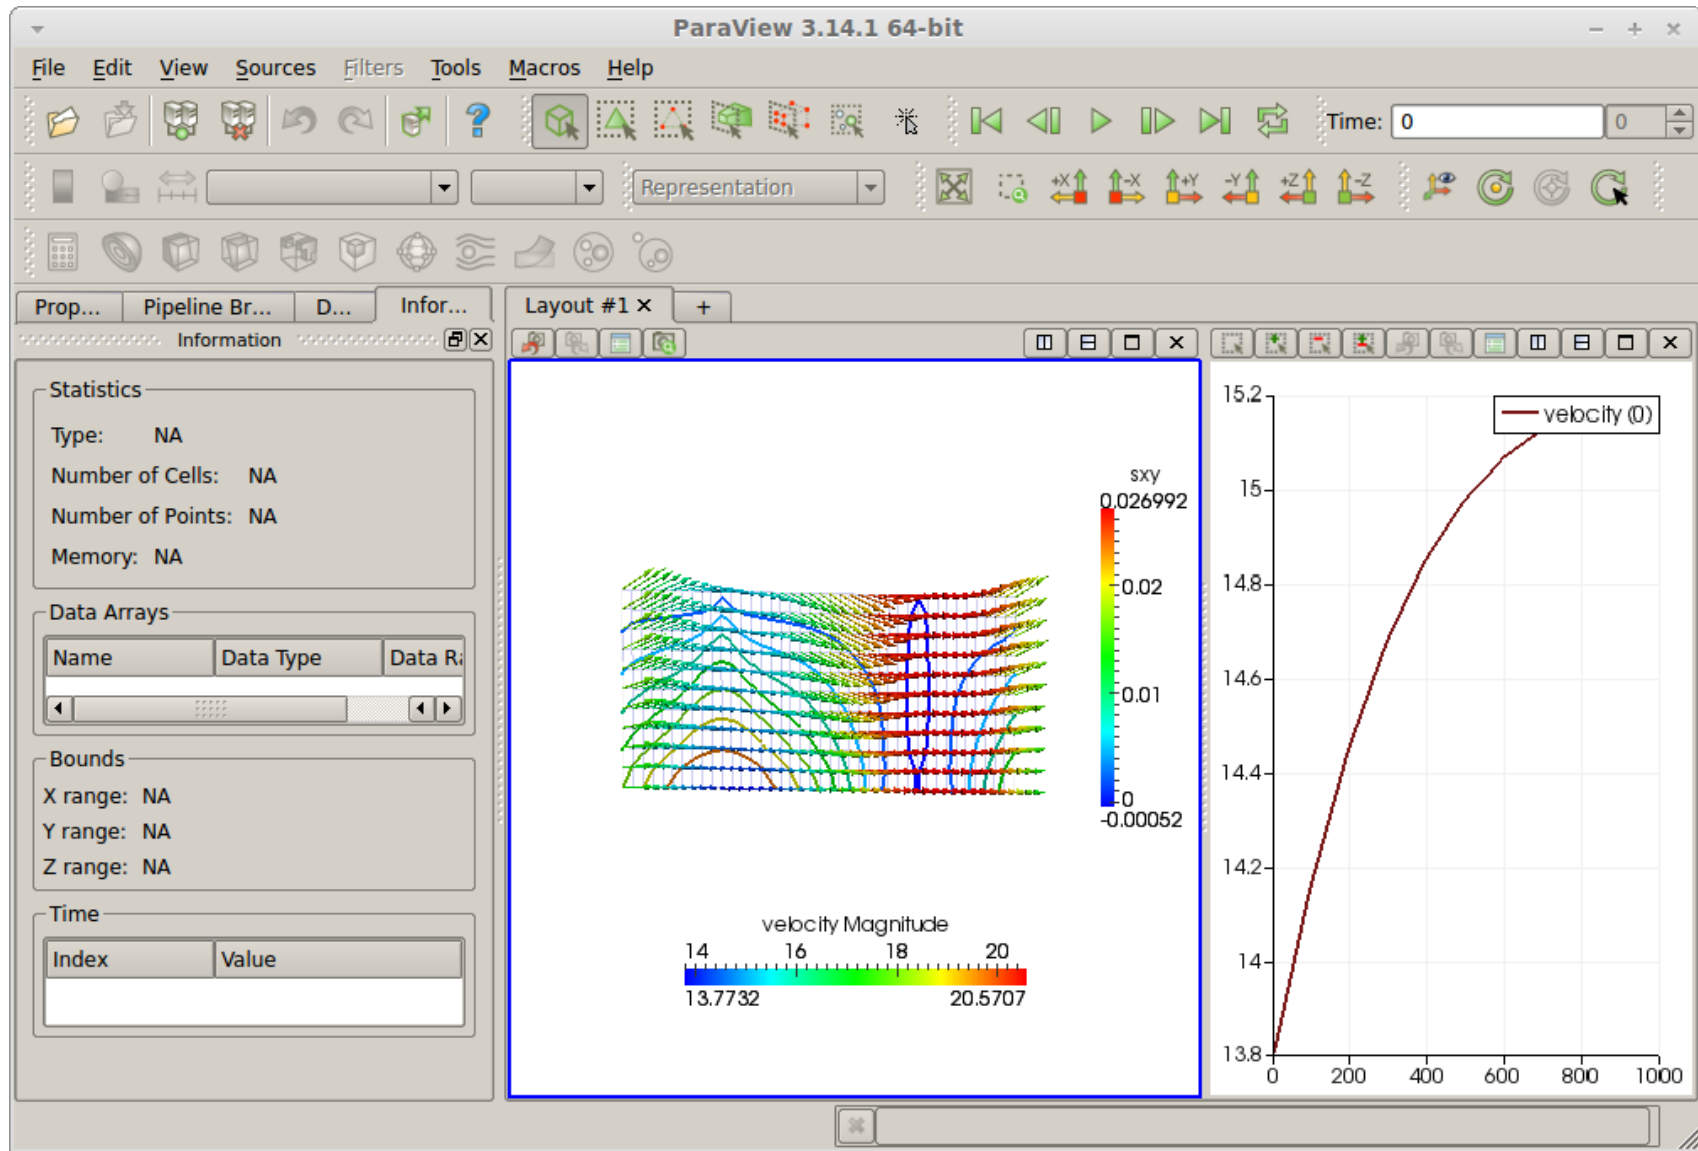 ParaView 3.14.1 64-bit
File Edit View Sources Filters Tools Macros Help
Time: 0 0
Representation
+X -X +Y -Y +Z -Z
Prop... Pipeline Br... D... Infor... Layout #1 +
Information
Statistics
Type: NA
Number of Cells: NA
Number of Points: NA
Memory: NA
Data Arrays
Name Data Type Data Ra
Bounds
X range: NA
Y range: NA
Z range: NA
Time
Index Value
sxy
0.026992
0.02
0.01
0
-0.00052
velocity Magnitude
14 16 18 20
13.7732 20.5707
velocity (0)
15.2
15
14.8
14.6
14.4
14.2
14
13.8
0 200 400 600 800 1000